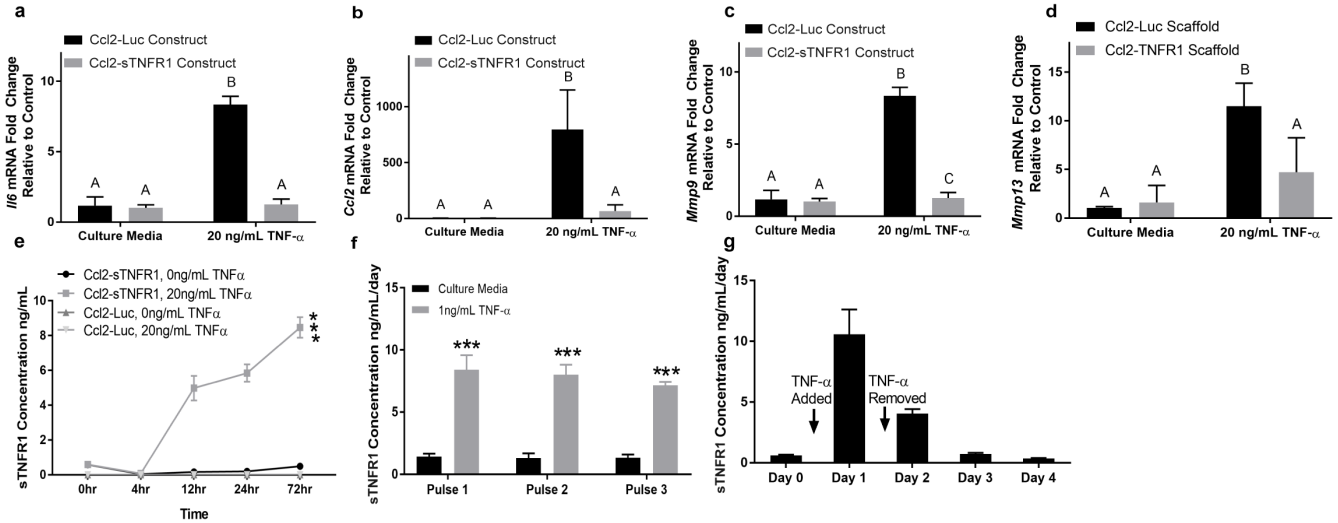 a
Ccl2-Luc Construct
Ccl2-sTNFR1 Construct
Il6 mRNA Fold Change
Relative to Control
10
5
0
A
A
B
A
Culture Media
20 ng/mL TNF-α
b
Ccl2-Luc Construct
Ccl2-sTNFR1 Construct
Ccl2 mRNA Fold Change
Relative to Control
1000
500
0
A
A
B
A
Culture Media
20 ng/mL TNF-α
c
Ccl2-Luc Construct
Ccl2-sTNFR1 Construct
Mmp9 mRNA Fold Change
Relative to Control
10
5
0
A
A
B
C
Culture Media
20 ng/mL TNF-α
d
Ccl2-Luc Scaffold
Ccl2-TNFR1 Scaffold
Mmp13 mRNA Fold Change
Relative to Control
15
10
5
0
A
A
B
A
Culture Media
20 ng/mL TNF-α
e
Ccl2-sTNFR1, 0ng/mL TNFα
Ccl2-sTNFR1, 20ng/mL TNFα
Ccl2-Luc, 0ng/mL TNFα
Ccl2-Luc, 20ng/mL TNFα
sTNFR1 Concentration ng/mL
10
8
6
4
2
0
***
0hr
4hr
12hr
24hr
72hr
Time
f
Culture Media
1ng/mL TNF-α
sTNFR1 Concentration ng/mL/day
15
10
5
0
***
***
***
Pulse 1
Pulse 2
Pulse 3
g
sTNFR1 Concentration ng/mL/day
15
10
5
0
TNF-α
Added
TNF-α
Removed
Day 0
Day 1
Day 2
Day 3
Day 4